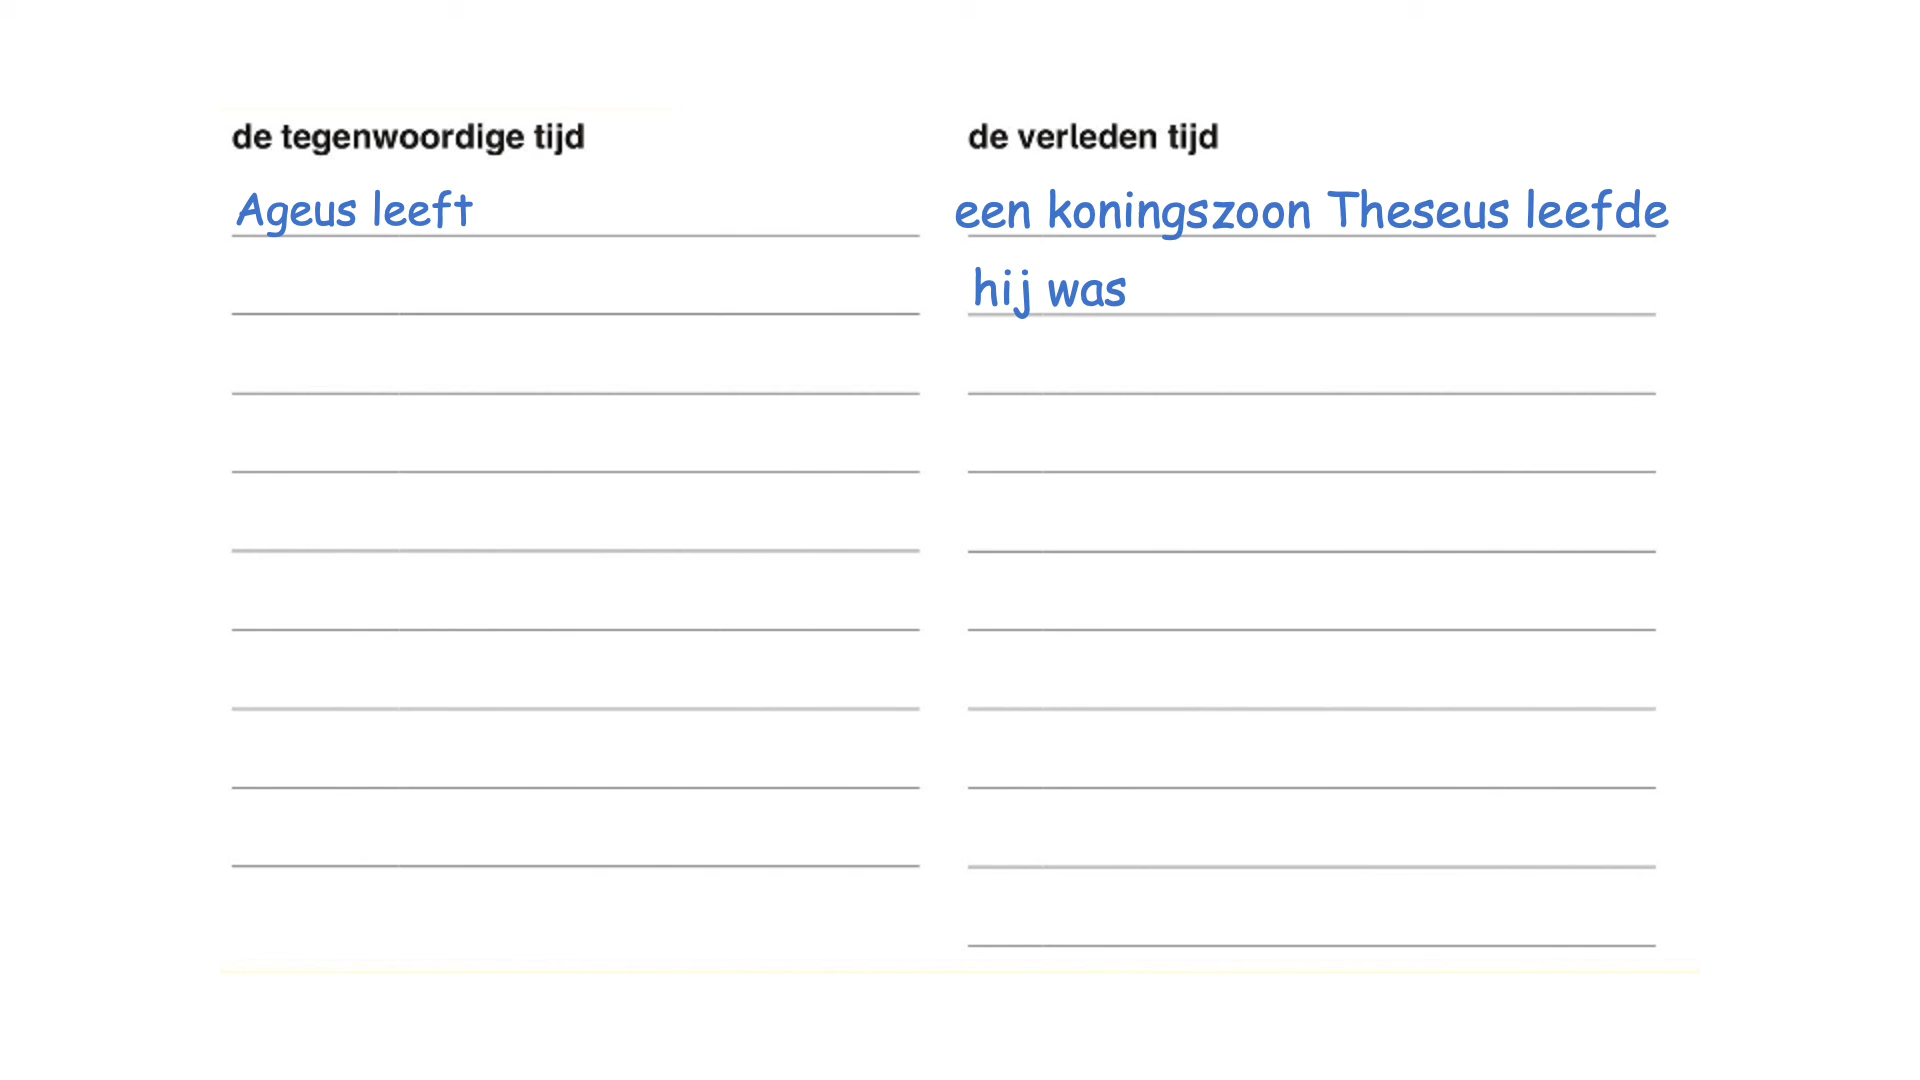 de tegenwoordige tijd
Ageus leeft
de verleden tijd
een koningszoon Theseus leefde
hij was